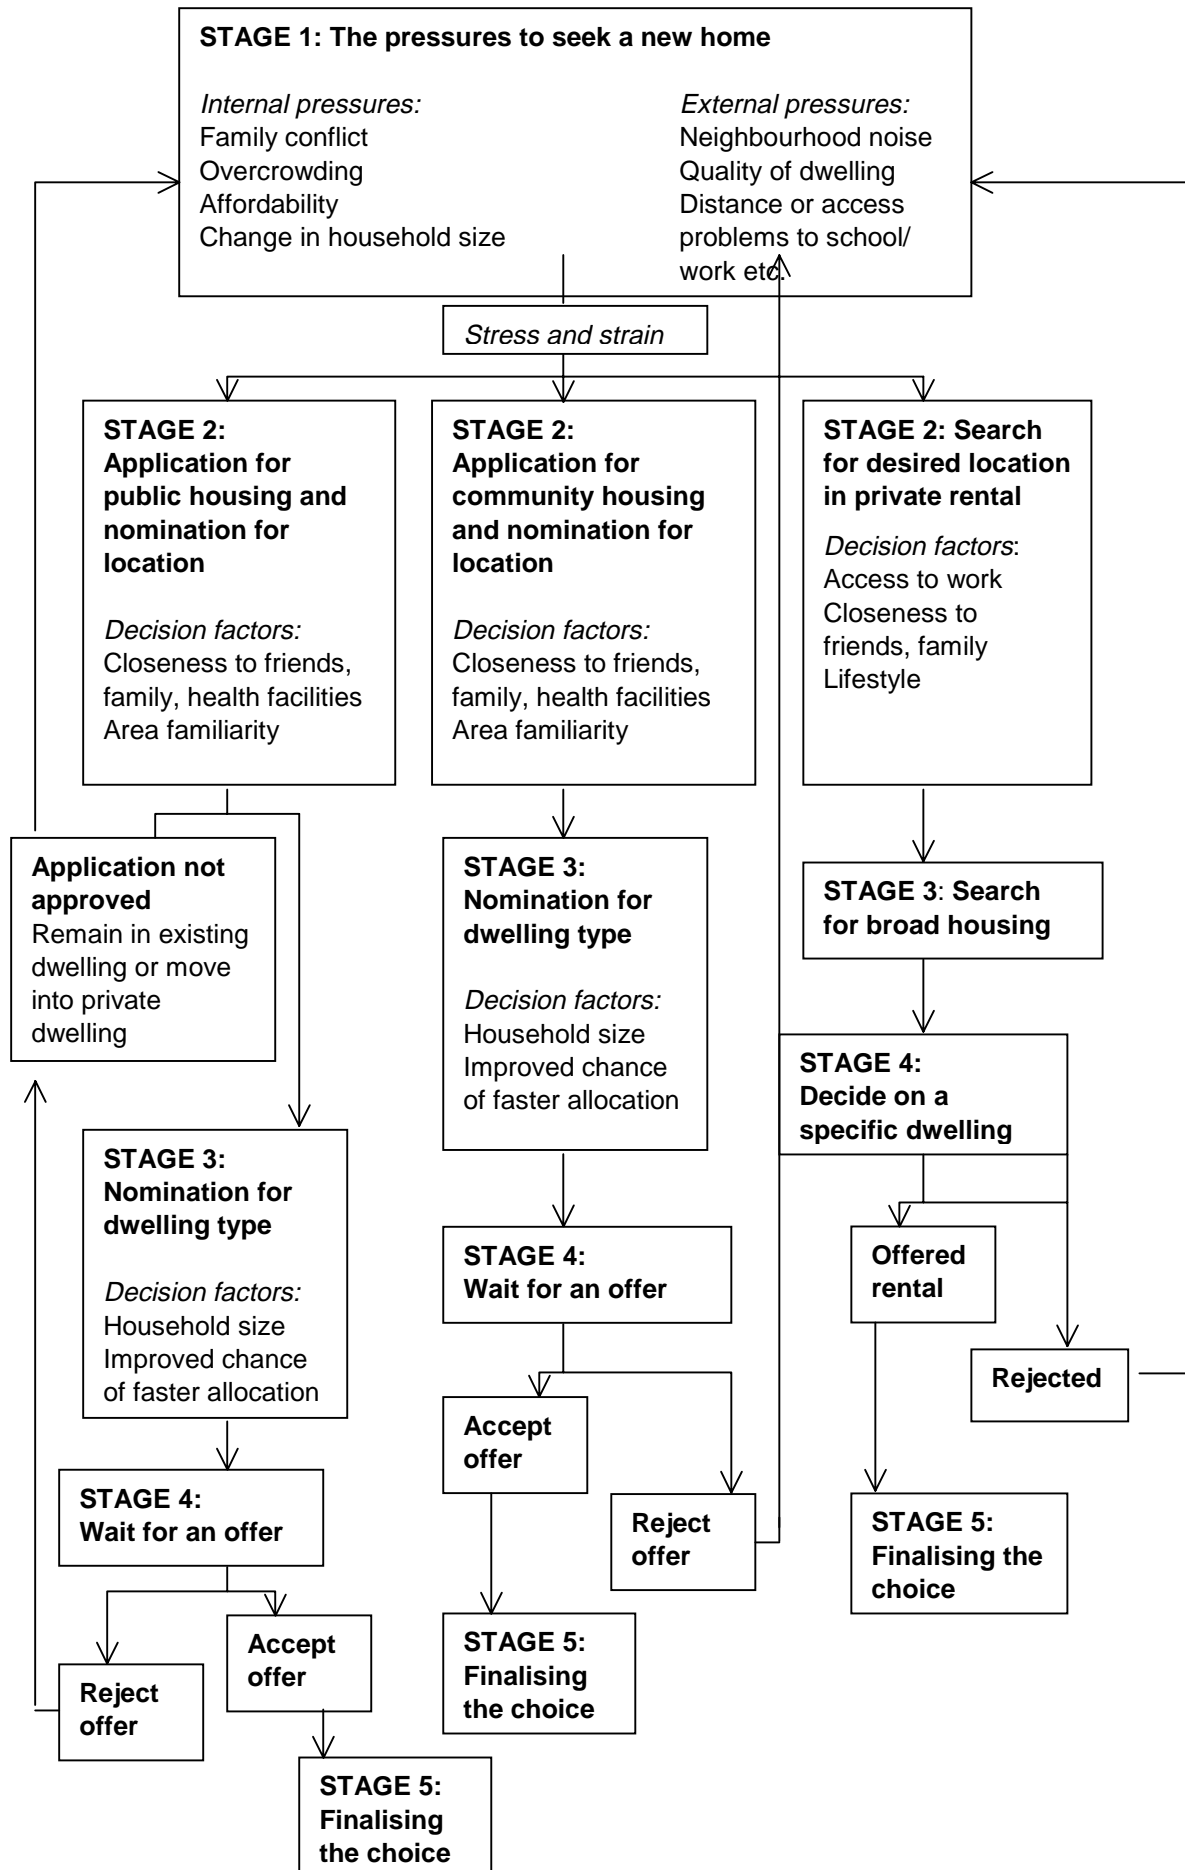 STAGE 1: The pressures to seek a new home
Internal pressures:
Family conflict
Overcrowding
Affordability
Change in household size
External pressures:
Neighbourhood noise
Quality of dwelling
Distance or access
problems to school/
work etc.
Stress and strain
STAGE 2:
Application for
public housing and
nomination for
location
Decision factors:
Closeness to friends,
family, health facilities
Area familiarity
STAGE 2:
Application for
community housing
and nomination for
location
Decision factors:
Closeness to friends,
family, health facilities
Area familiarity
STAGE 2: Search
for desired location
in private rental
Decision factors:
Access to work
Closeness to
friends, family
Lifestyle
Application not
approved
Remain in existing
dwelling or move
into private
dwelling
STAGE 3:
Nomination for
dwelling type
Decision factors:
Household size
Improved chance
of faster allocation
STAGE 3: Search
for broad housing
STAGE 4:
Decide on a
specific dwelling
STAGE 3:
Nomination for
dwelling type
Decision factors:
Household size
Improved chance
of faster allocation
STAGE 4:
Wait for an offer
Offered
rental
Rejected
Accept
offer
Reject
offer
STAGE 4:
Wait for an offer
STAGE 5:
Finalising the
choice
Reject
offer
Accept
offer
STAGE 5:
Finalising
the choice
STAGE 5:
Finalising
the choice